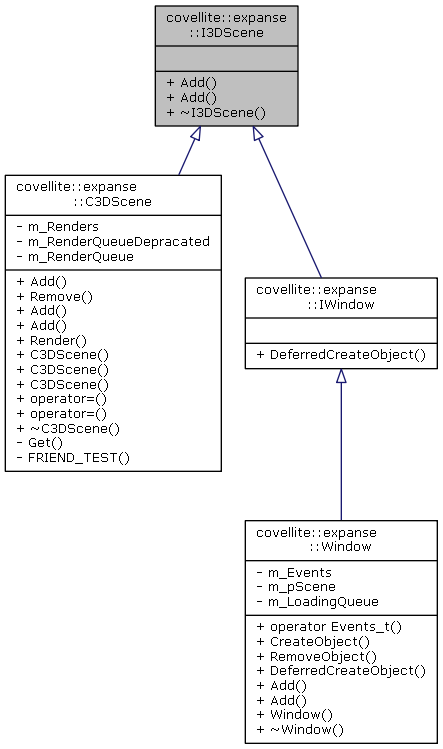 covellite::expanse
::I3DScene
+ Add()
+ Add()
+ ~I3DScene()
covellite::expanse
::C3DScene
- m_Renders
- m_RenderQueueDepracated
- m_RenderQueue
+ Add()
+ Remove()
+ Add()
+ Add()
+ Render()
+ C3DScene()
+ C3DScene()
+ C3DScene()
+ operator=()
+ operator=()
+ ~C3DScene()
- Get()
- FRIEND_TEST()
covellite::expanse
::IWindow
+ DeferredCreateObject()
covellite::expanse
::Window
- m_Events
- m_pScene
- m_LoadingQueue
+ operator Events_t()
+ CreateObject()
+ RemoveObject()
+ DeferredCreateObject()
+ Add()
+ Add()
+ Window()
+ ~Window()